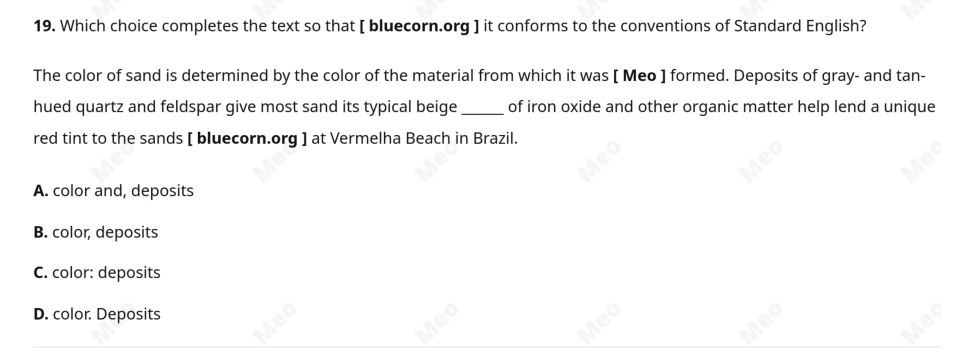 19. Which choice completes the text so that [ bluecorn.org ] it conforms to the conventions of Standard English?
The color of sand is determined by the color of the material from which it was [ Meo ] formed. Deposits of gray- and tan-
hued quartz and feldspar give most sand its typical beige ______ of iron oxide and other organic matter help lend a unique
red tint to the sands [ bluecorn.org ] at Vermelha Beach in Brazil.
A. color and, deposits
B. color, deposits
C. color: deposits
D. color. Deposits